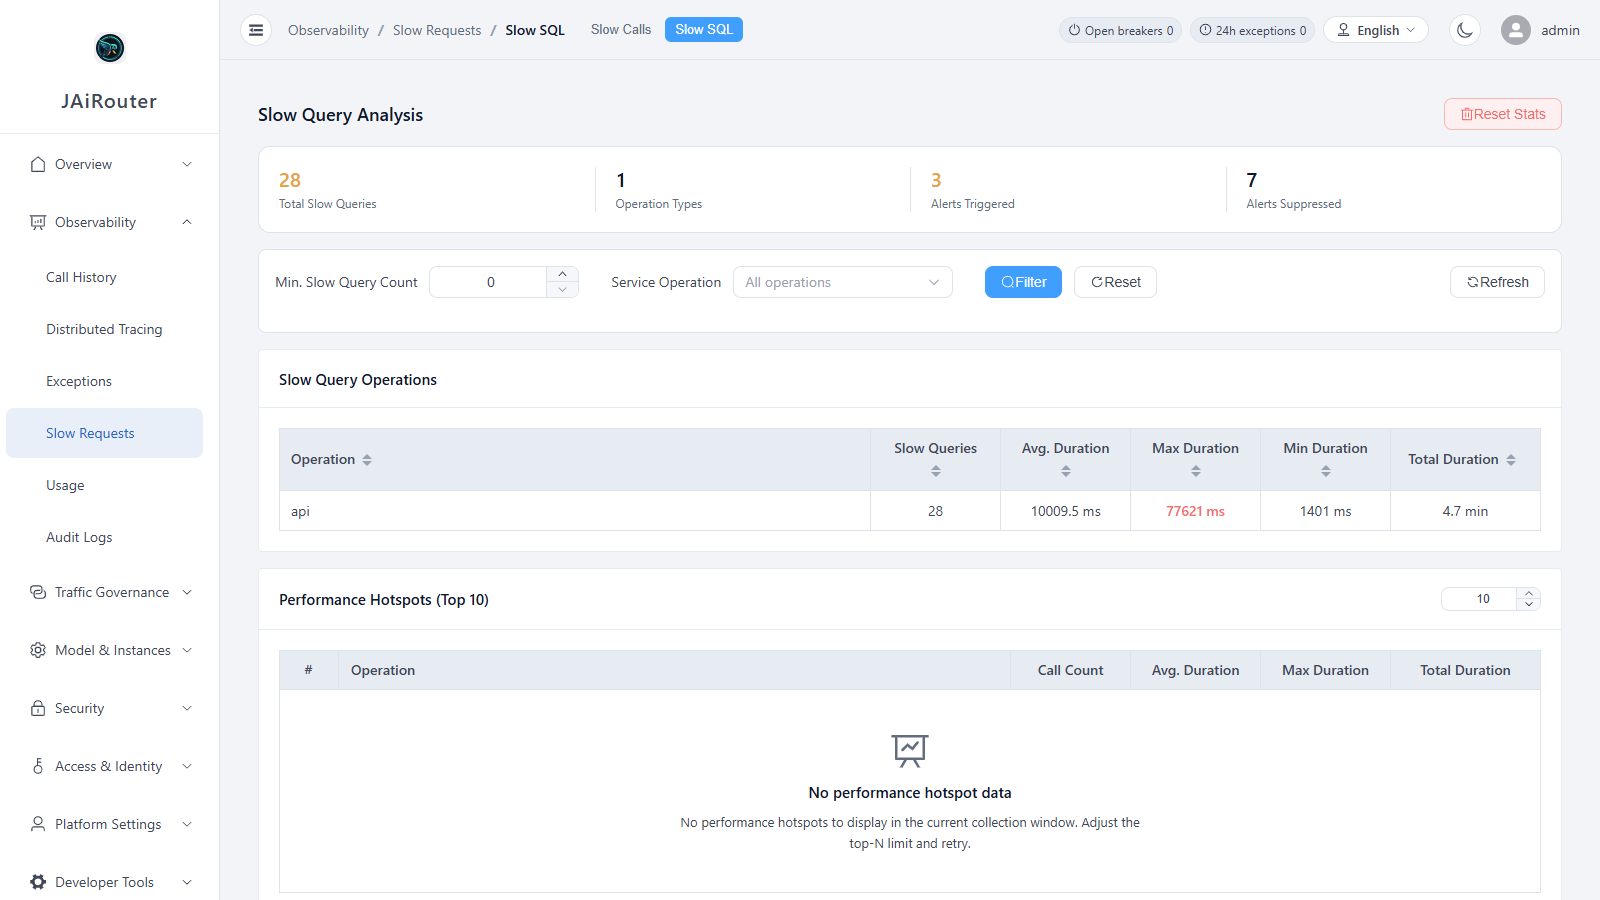 JAiRouter
Overview
Observability
Call History
Distributed Tracing
Exceptions
Slow Requests
Usage
Audit Logs
Traffic Governance
Model & Instances
Security
Access & Identity
Platform Settings
Developer Tools
Observability / Slow Requests / Slow SQL
Slow Calls
Slow SQL
Open breakers 0
24h exceptions 0
English
admin
Slow Query Analysis
Reset Stats
28
Total Slow Queries
1
Operation Types
3
Alerts Triggered
7
Alerts Suppressed
Min. Slow Query Count
0
Service Operation
All operations
Filter
Reset
Refresh
Slow Query Operations
Operation Slow Queries Avg. Duration Max Duration Min Duration Total Duration
api 28 10009.5 ms 77621 ms 1401 ms 4.7 min
Performance Hotspots (Top 10)
10
# Operation Call Count Avg. Duration Max Duration Total Duration
No performance hotspot data
No performance hotspots to display in the current collection window. Adjust the
top-N limit and retry.